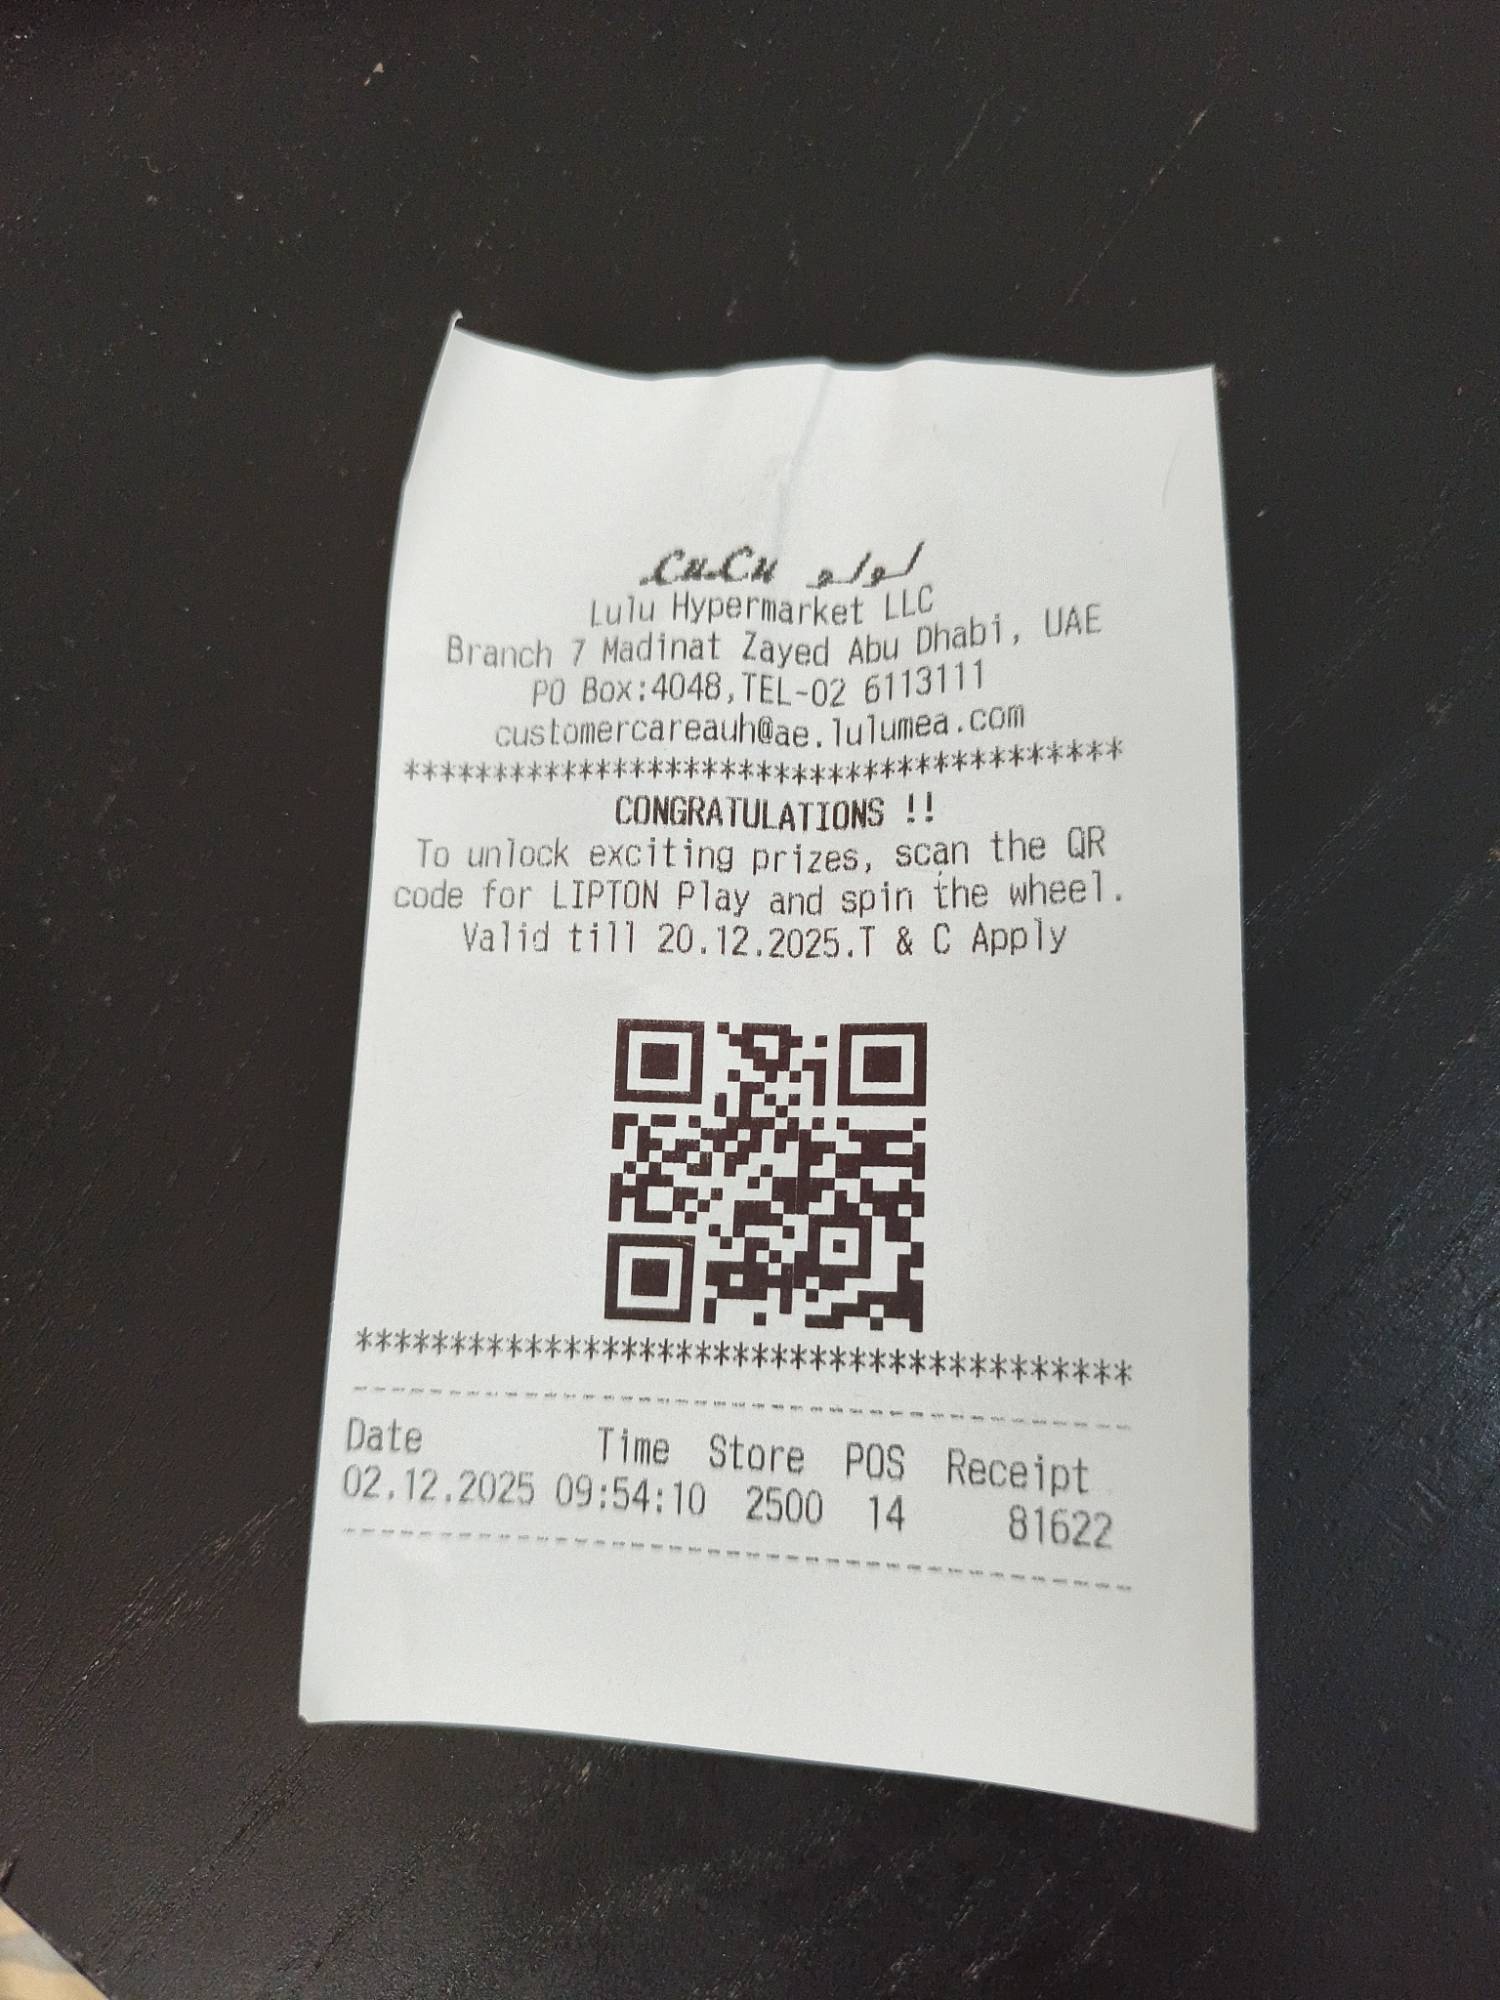 LuLu لولو
Lulu Hypermarket LLC
Branch 7 Madinat Zayed Abu Dhabi, UAE
PO Box:4048,TEL-02 6113111
customercareauh@ae.lulumea.com
****************************************
CONGRATULATIONS !!
To unlock exciting prizes, scan the QR
code for LIPTON Play and spin the wheel.
Valid till 20.12.2025.T & C Apply
****************************************
Date Time Store POS Receipt
02.12.2025 09:54:10 2500 14 81622